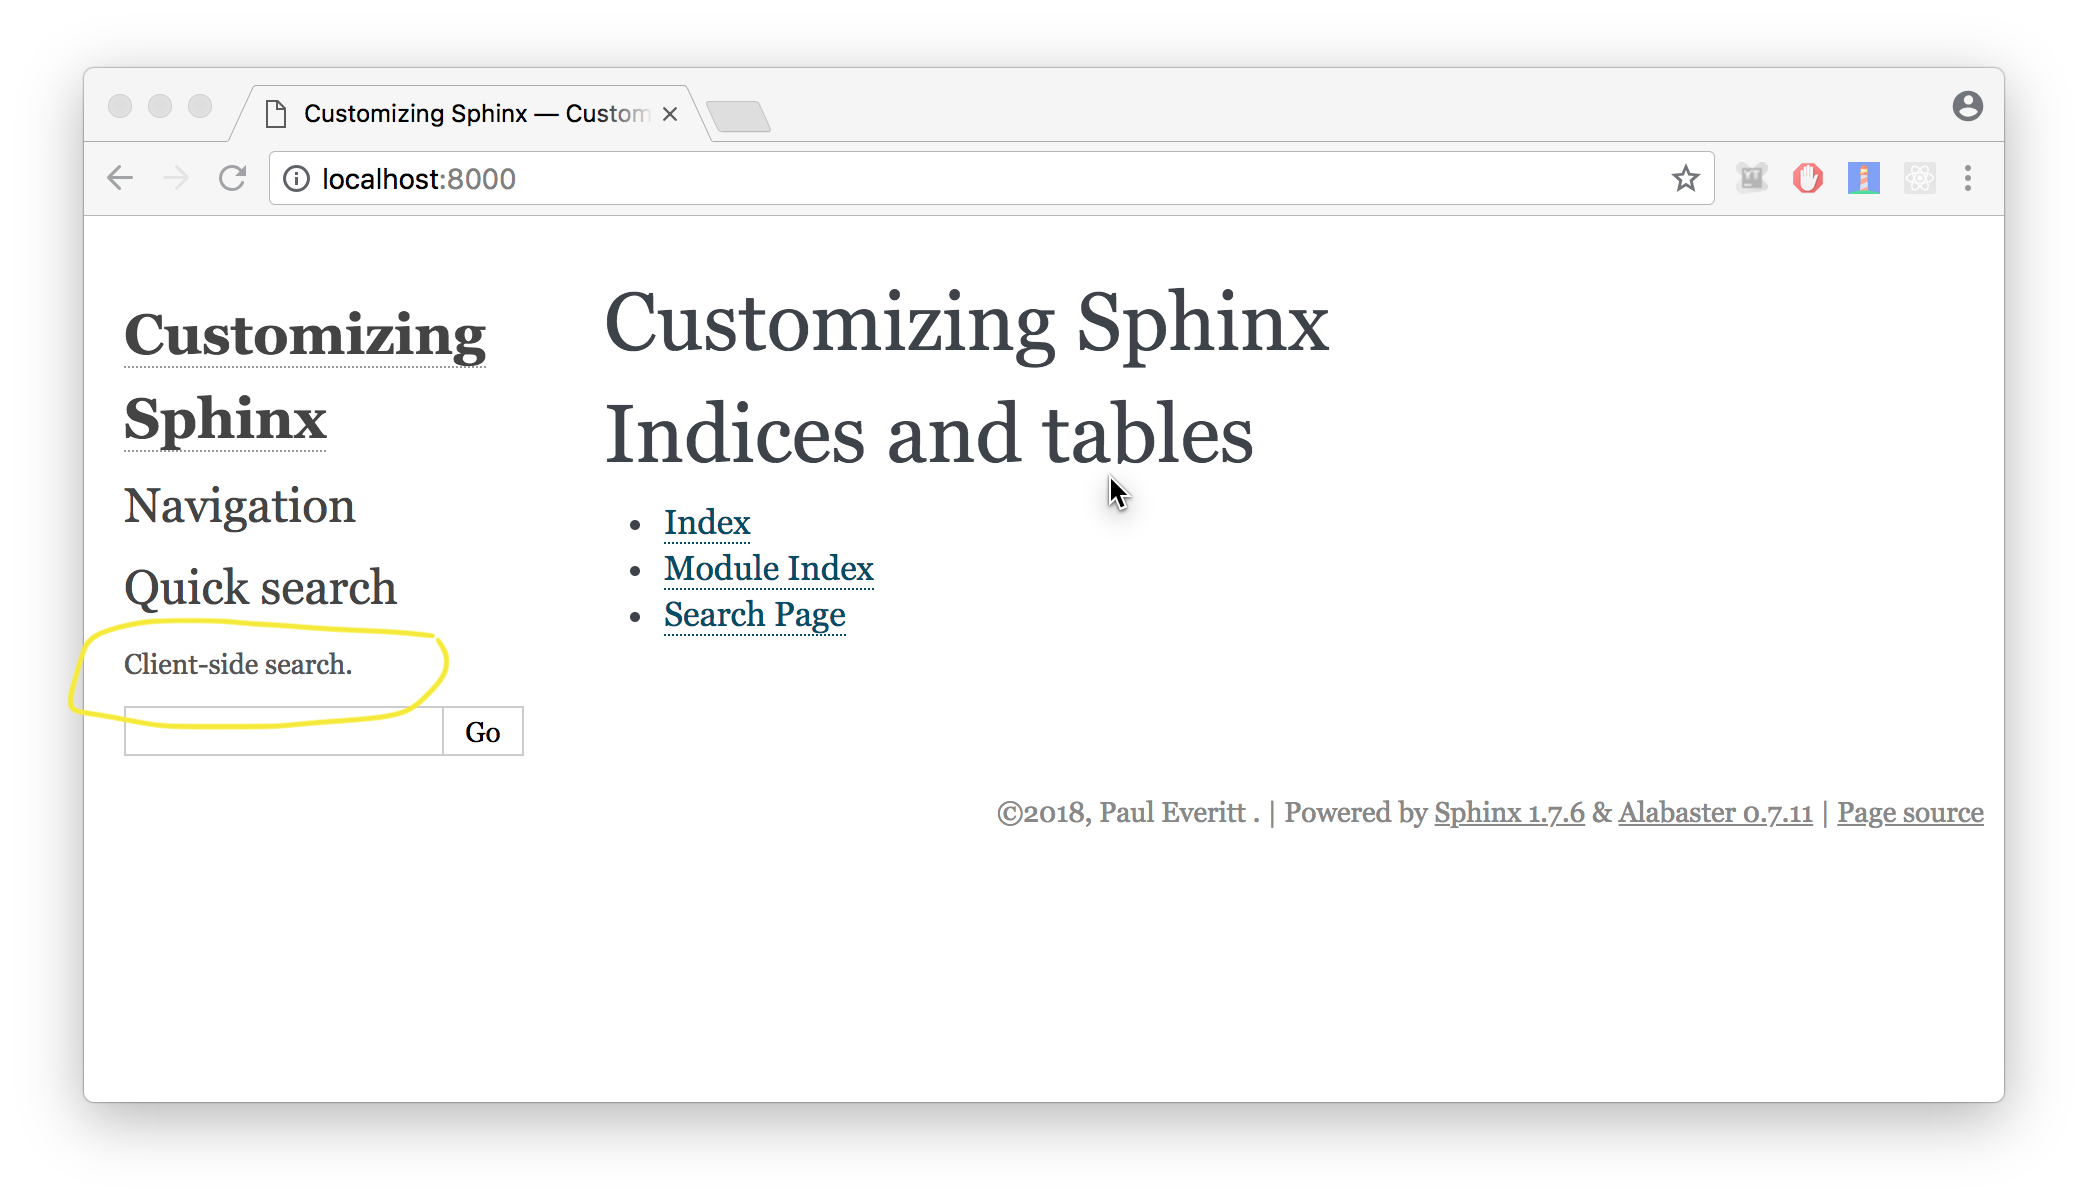 Customizing Sphinx — Custom
localhost:8000
Customizing
Sphinx
Navigation
Quick search
Client-side search.
Go
Customizing Sphinx
Indices and tables
Index
Module Index
Search Page
©2018, Paul Everitt . | Powered by Sphinx 1.7.6 & Alabaster 0.7.11 | Page source